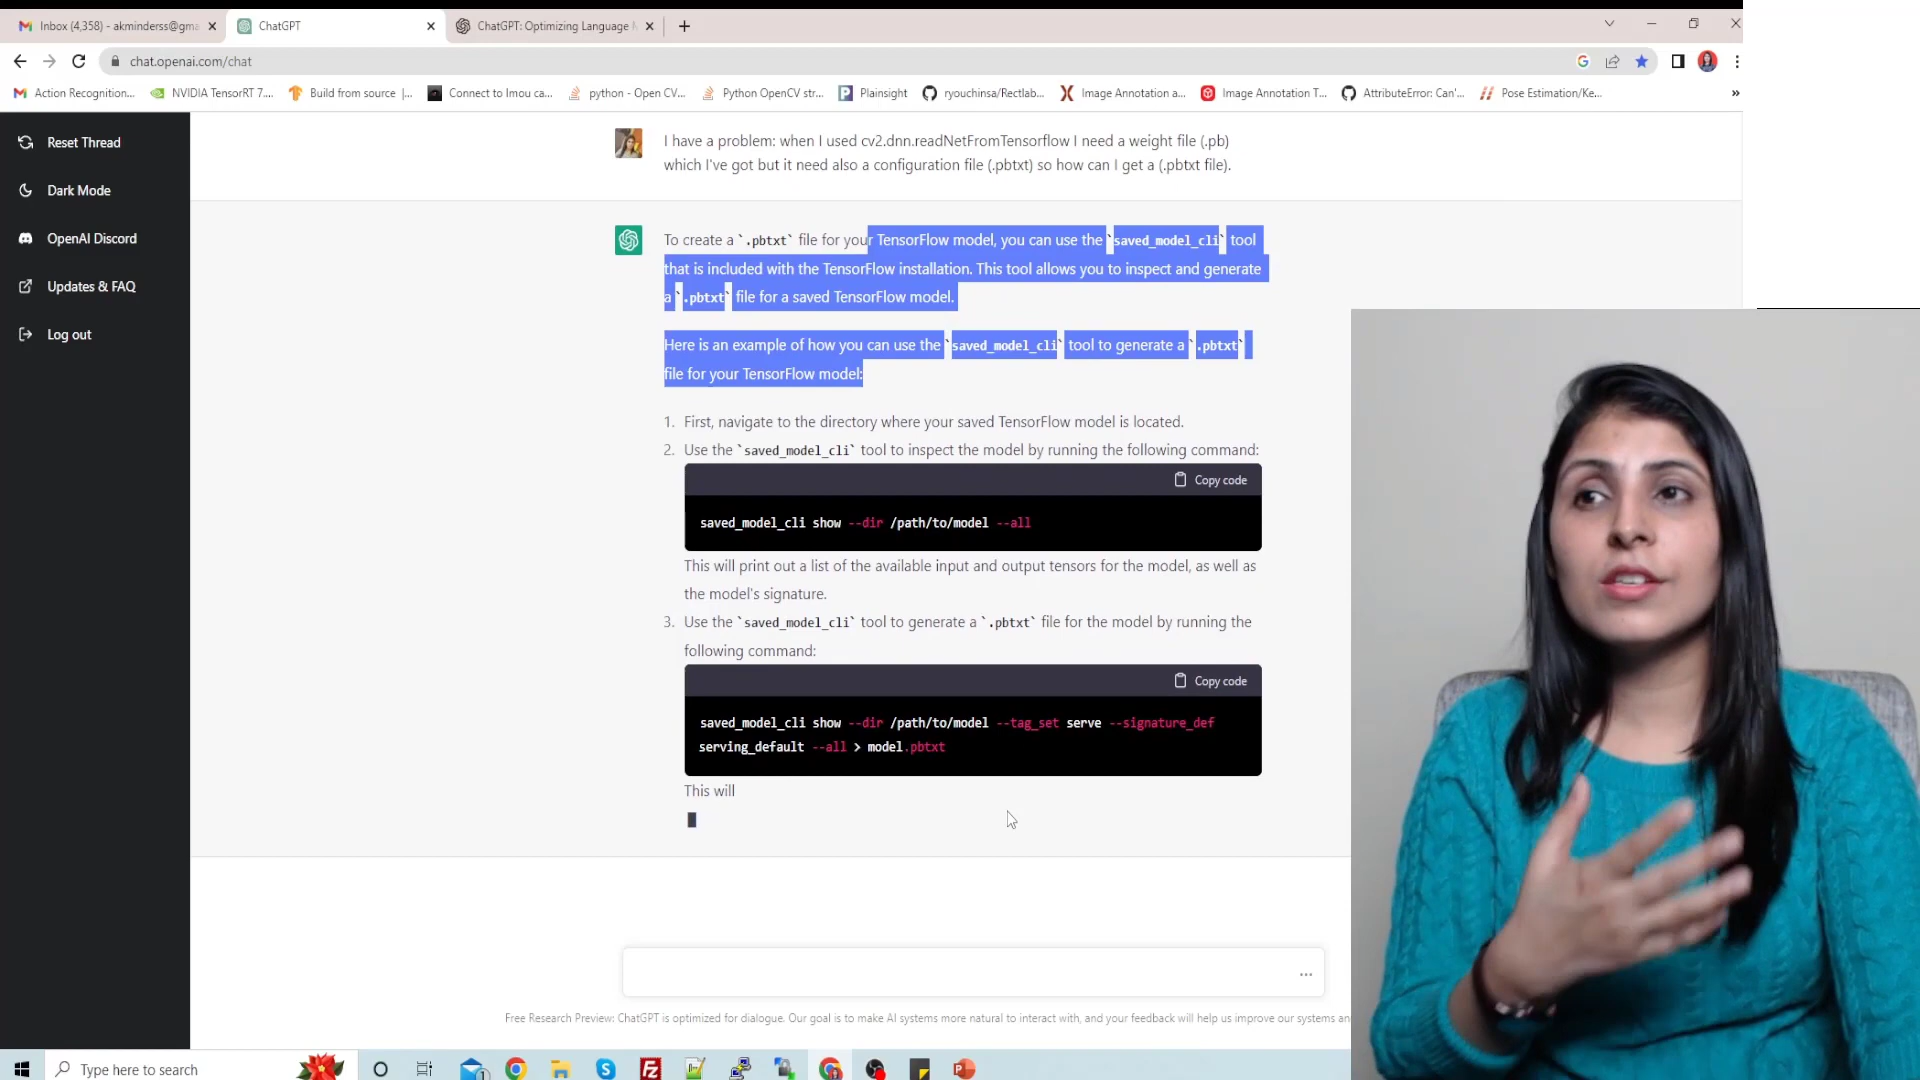 Inbox (4,358) - akminderss@gma
ChatGPT
ChatGPT: Optimizing Language M
chat.openai.com/chat
Action Recognition...
NVIDIA TensorRT 7....
Build from source |...
Connect to Imou ca...
python - Open CV...
Python OpenCV str...
Plainsight
ryouchinsa/Rectlab...
Image Annotation a...
Image Annotation T...
AttributeError: Can'...
Pose Estimation/Ke...
»
Reset Thread
Dark Mode
OpenAI Discord
Updates & FAQ
Log out
I have a problem: when I used cv2.dnn.readNetFromTensorflow I need a weight file (.pb)
which I've got but it need also a configuration file (.pbtxt) so how can I get a (.pbtxt file).
To create a `.pbtxt` file for your TensorFlow model, you can use the `saved_model_cli` tool
that is included with the TensorFlow installation. This tool allows you to inspect and generate
a `.pbtxt` file for a saved TensorFlow model.
Here is an example of how you can use the `saved_model_cli` tool to generate a `.pbtxt`
file for your TensorFlow model:
1. First, navigate to the directory where your saved TensorFlow model is located.
2. Use the `saved_model_cli` tool to inspect the model by running the following command:
Copy code
saved_model_cli show --dir /path/to/model --all
This will print out a list of the available input and output tensors for the model, as well as
the model's signature.
3. Use the `saved_model_cli` tool to generate a `.pbtxt` file for the model by running the
following command:
Copy code
saved_model_cli show --dir /path/to/model --tag_set serve --signature_def
serving_default --all > model.pbtxt
This will
...
Free Research Preview: ChatGPT is optimized for dialogue. Our goal is to make AI systems more natural to interact with, and your feedback will help us improve our systems an
Type here to search